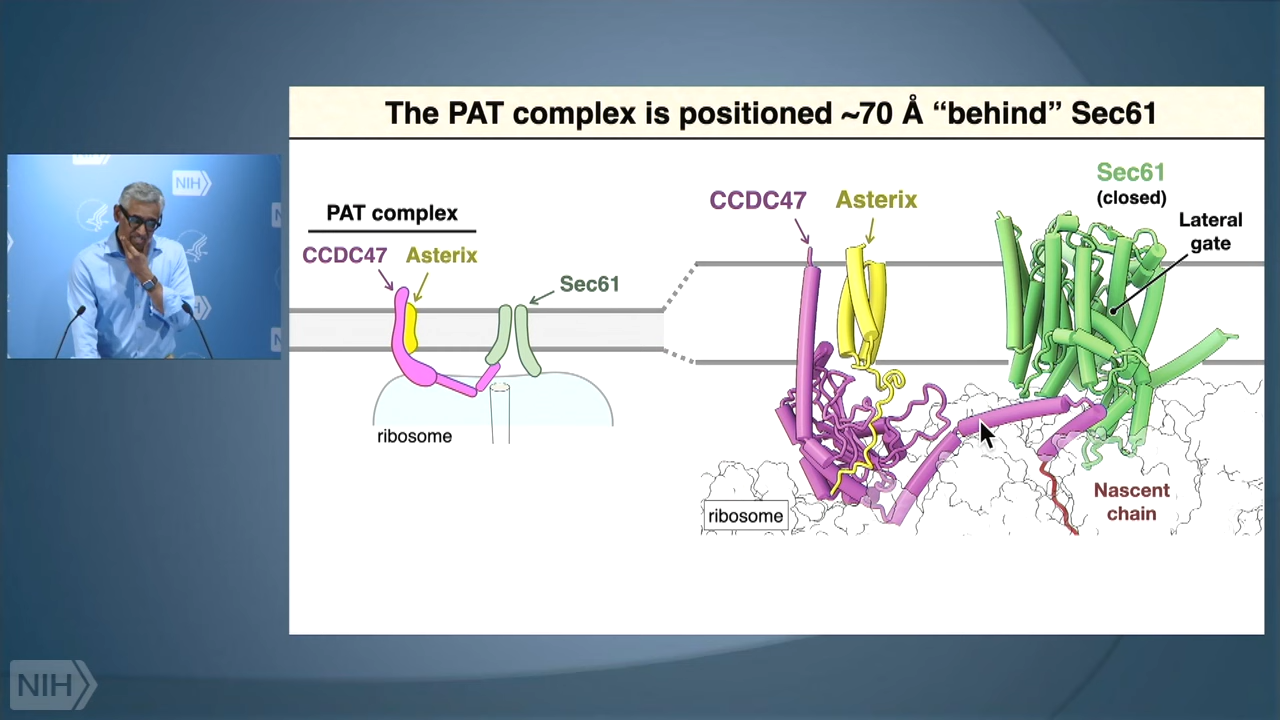 The PAT complex is positioned ~70 Å “behind” Sec61
NIH
PAT complex
CCDC47
Asterix
Sec61
ribosome
CCDC47
Asterix
Sec61
(closed)
Lateral
gate
Nascent
chain
ribosome
NIH